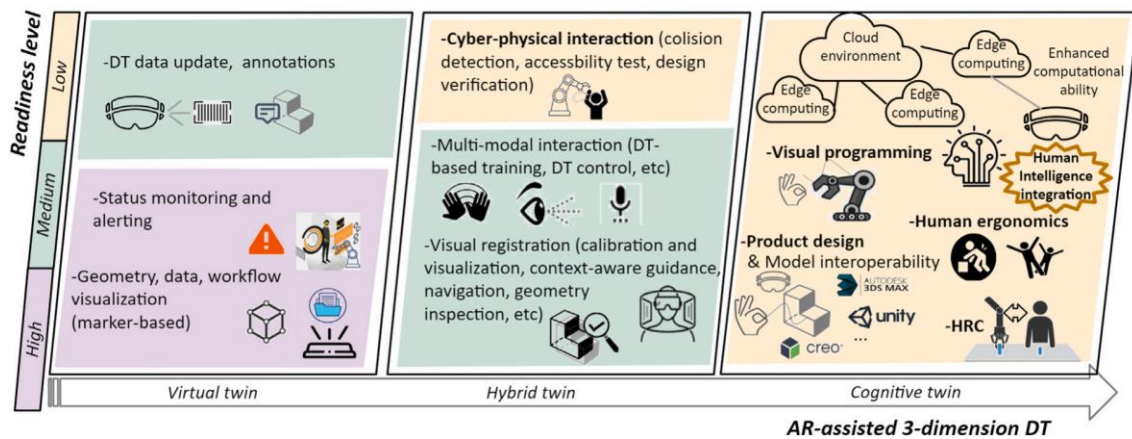 Readiness level
Low
Medium
High
-DT data update, annotations
-Status monitoring and
alerting
-Geometry, data, workflow
visualization
(marker-based)
-Cyber-physical interaction (colision
detection, accessbility test, design
verification)
-Multi-modal interaction (DT-
based training, DT control, etc)
-Visual registration (calibration and
visualization, context-aware guidance,
navigation, geometry
inspection, etc)
Cloud
environment
Edge
computing
Edge
computing
Edge
computing
Enhanced
computational
ability
-Visual programming
Human
Intelligence
integration
-Human ergonomics
-Product design
& Model interoperability
AUTODESK
3DS MAX
unity
...
creo
-HRC
Virtual twin
Hybrid twin
Cognitive twin
AR-assisted 3-dimension DT